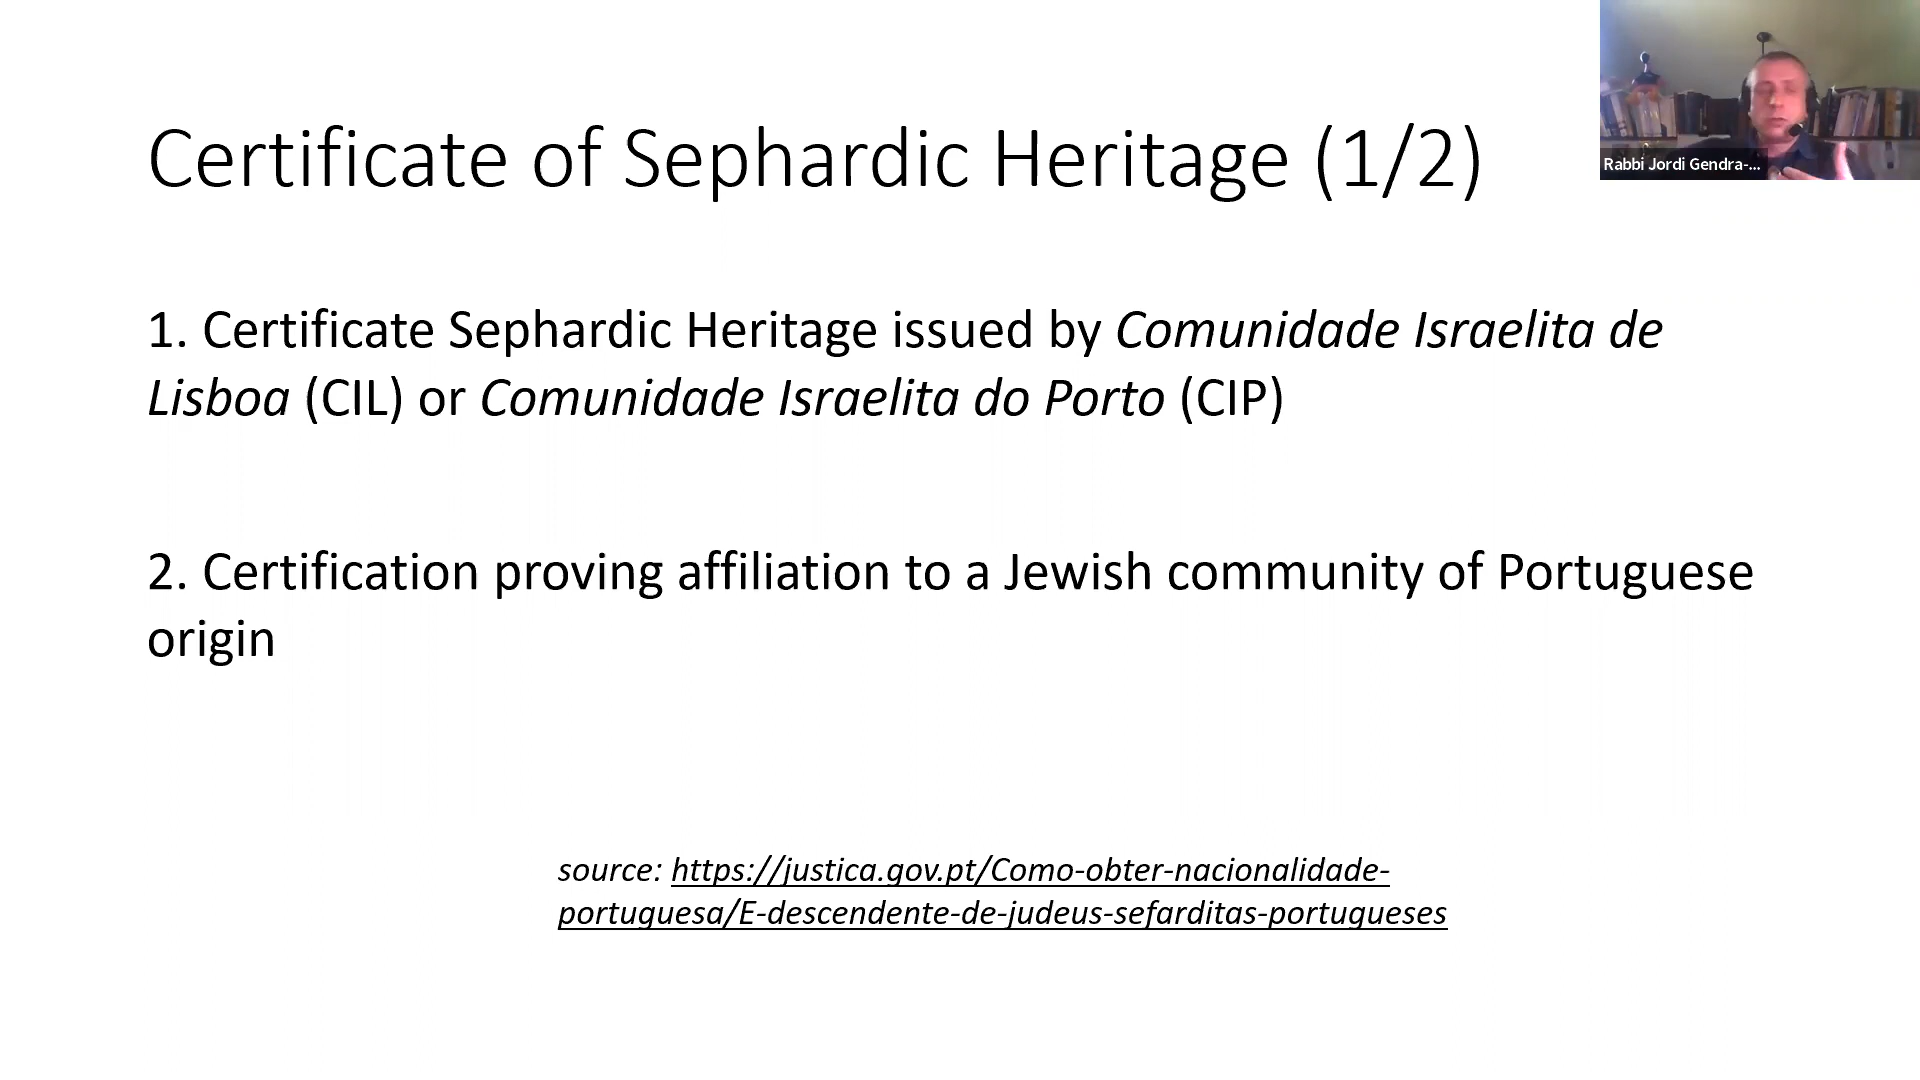 Certificate of Sephardic Heritage (1/2)
Rabbi Jordi Gendra-...
1. Certificate Sephardic Heritage issued by Comunidade Israelita de
Lisboa (CIL) or Comunidade Israelita do Porto (CIP)
2. Certification proving affiliation to a Jewish community of Portuguese
origin
source: https://justica.gov.pt/Como-obter-nacionalidade-
portuguesa/E-descendente-de-judeus-sefarditas-portugueses